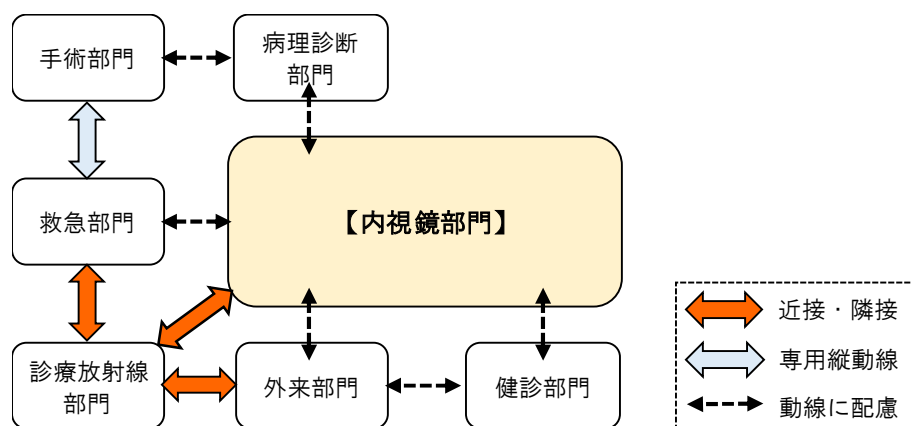 手術部門
病理診断
部門
救急部門
【内視鏡部門】
診療放射線
部門
外来部門
健診部門
近接・隣接
専用縦動線
動線に配慮